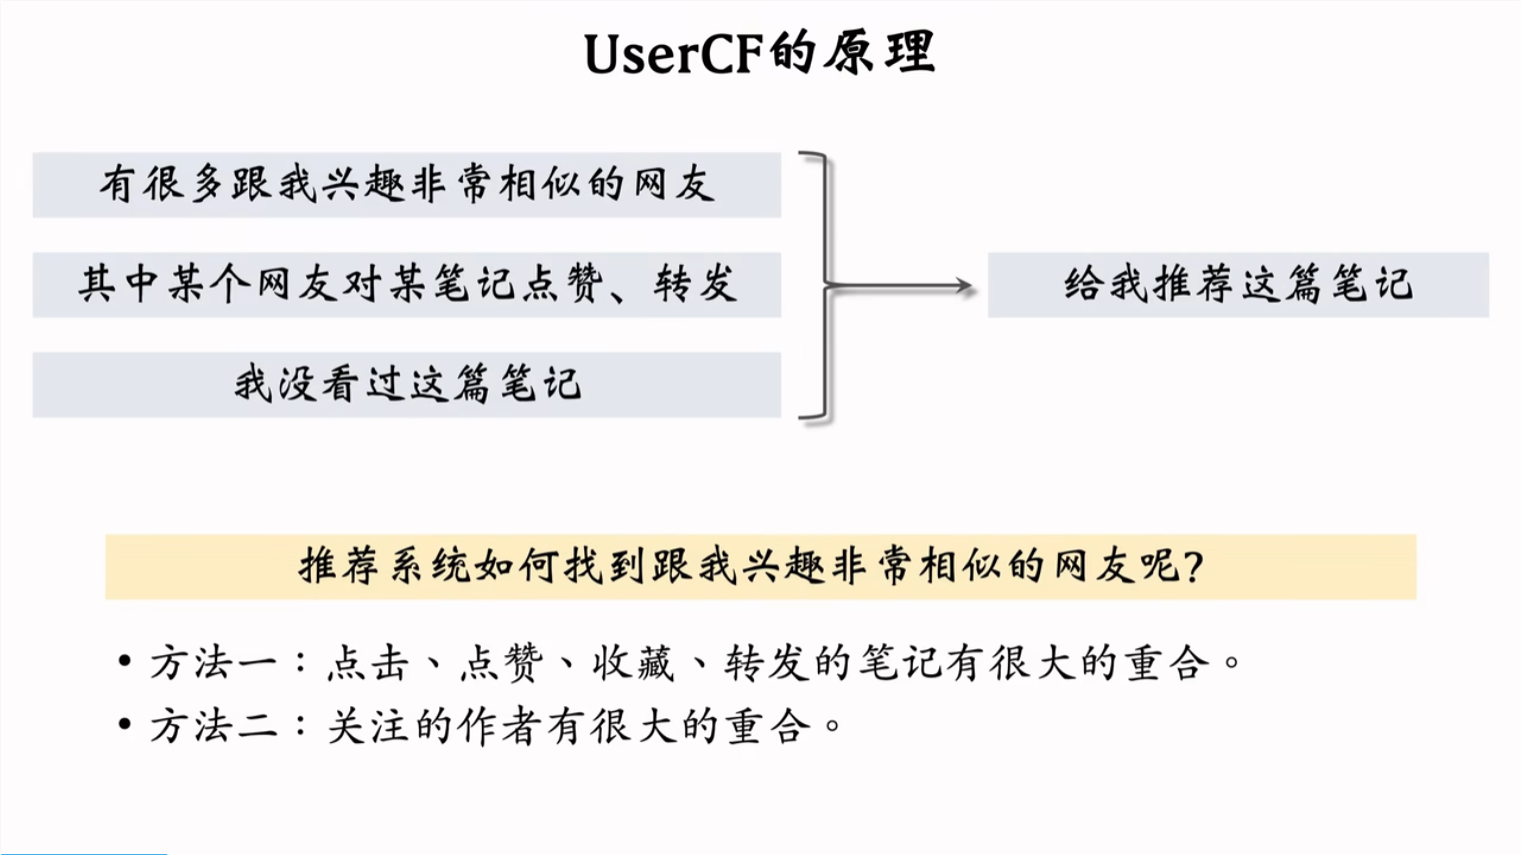 UserCF的原理
有很多跟我兴趣非常相似的网友
其中某个网友对某笔记点赞、转发
我没看过这篇笔记
给我推荐这篇笔记
推荐系统如何找到跟我兴趣非常相似的网友呢？
• 方法一：点击、点赞、收藏、转发的笔记有很大的重合。
• 方法二：关注的作者有很大的重合。